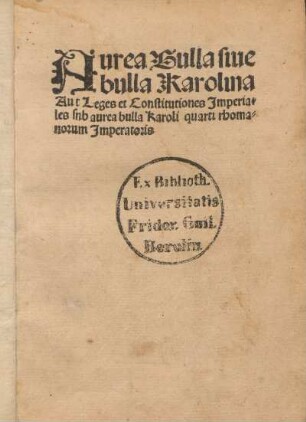 Aurea Bulla siue
bulla Karolina
Aut Leges et Constitutiones Imperia⸗
les sub aurea bulla Karoli quarti rhoma⸗
norum Imperatoris
Ex Biblioth.
Universitatis
Frider. Guil.
Berolin.